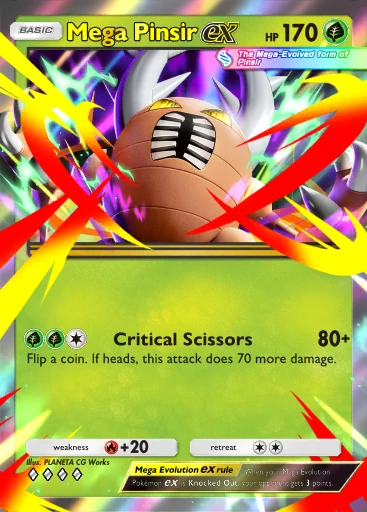 BASIC
Mega Pinsir ex
HP 170
The Mega-Evolved form of
Pinsir
Critical Scissors 80+
Flip a coin. If heads, this attack does 70 more damage.
weakness +20
retreat
Illus. PLANETA CG Works
Mega Evolution ex rule
When your Mega Evolution
Pokémon ex is Knocked Out, your opponent gets 3 points.